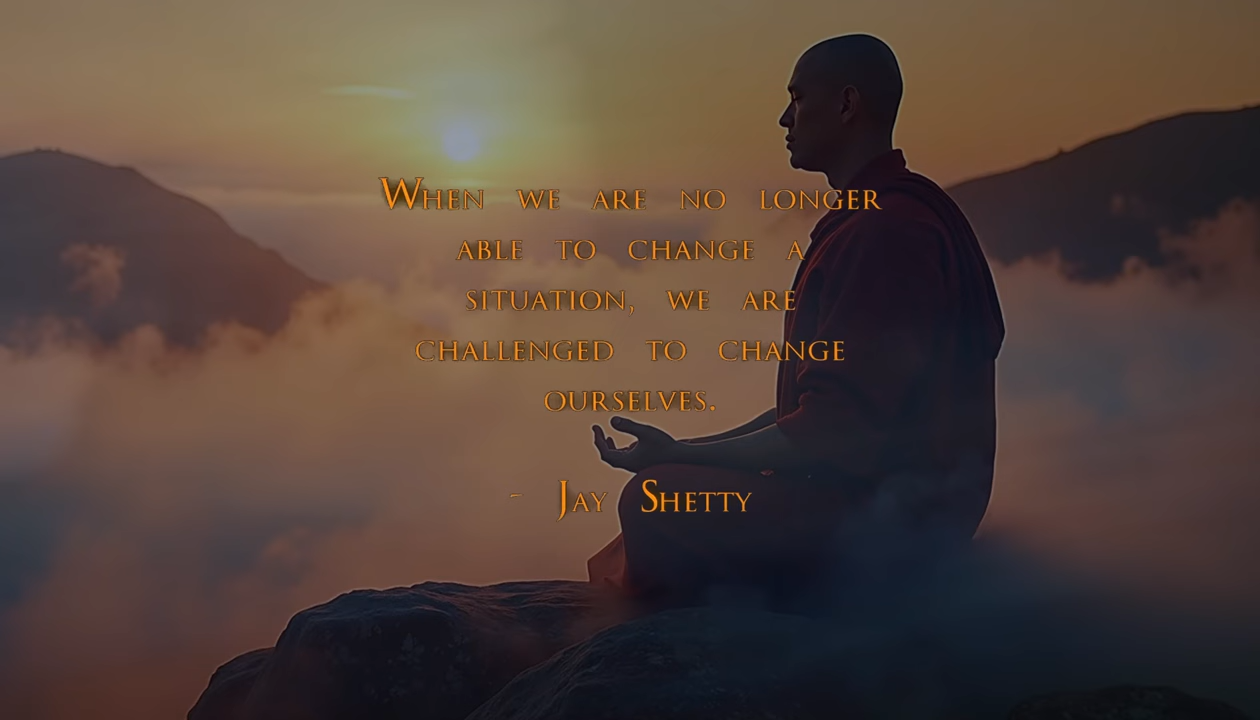 When we are no longer
able to change a
situation, we are
challenged to change
ourselves.
- Jay Shetty